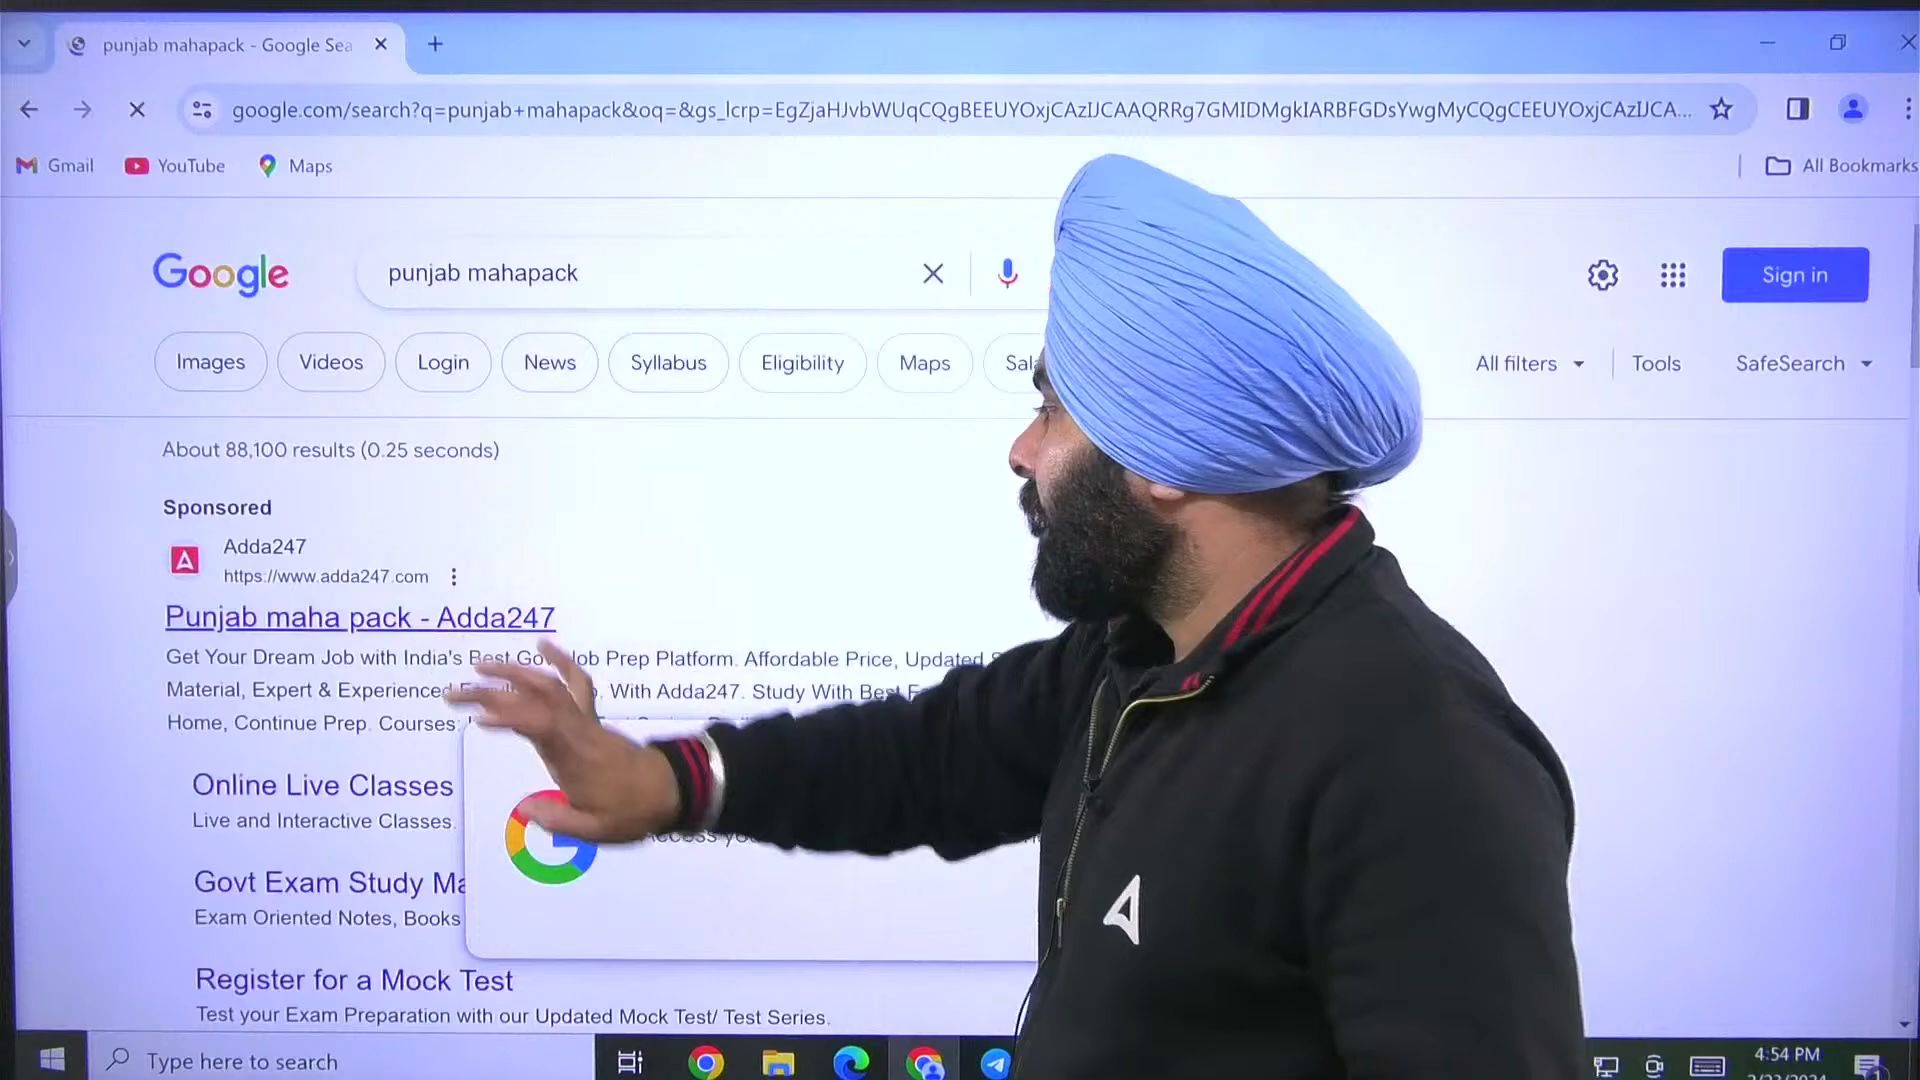 punjab mahapack - Google Sea
google.com/search?q=punjab+mahapack&oq=&gs_lcrp=EgZjaHJvbWUqCQgBEEUYOxjCAzIJCAAQRRg7GMIDMgkIARBFGDsYwgMyCQgCEEUYOxjCAzIJCA...
Gmail
YouTube
Maps
All Bookmarks
Google
punjab mahapack
Sign in
Images
Videos
Login
News
Syllabus
Eligibility
Maps
Sal
All filters
Tools
SafeSearch
About 88,100 results (0.25 seconds)
Sponsored
Adda247
https://www.adda247.com
Punjab maha pack - Adda247
Get Your Dream Job with India's Best Gov Job Prep Platform. Affordable Price, Updated S
Material, Expert & Experienced With Adda247. Study With Best
Home, Continue Prep. Courses:
Online Live Classes
Live and Interactive Classes.
Access yo
Govt Exam Study Ma
Exam Oriented Notes, Books
Register for a Mock Test
Test your Exam Preparation with our Updated Mock Test/ Test Series.
Type here to search
4:54 PM